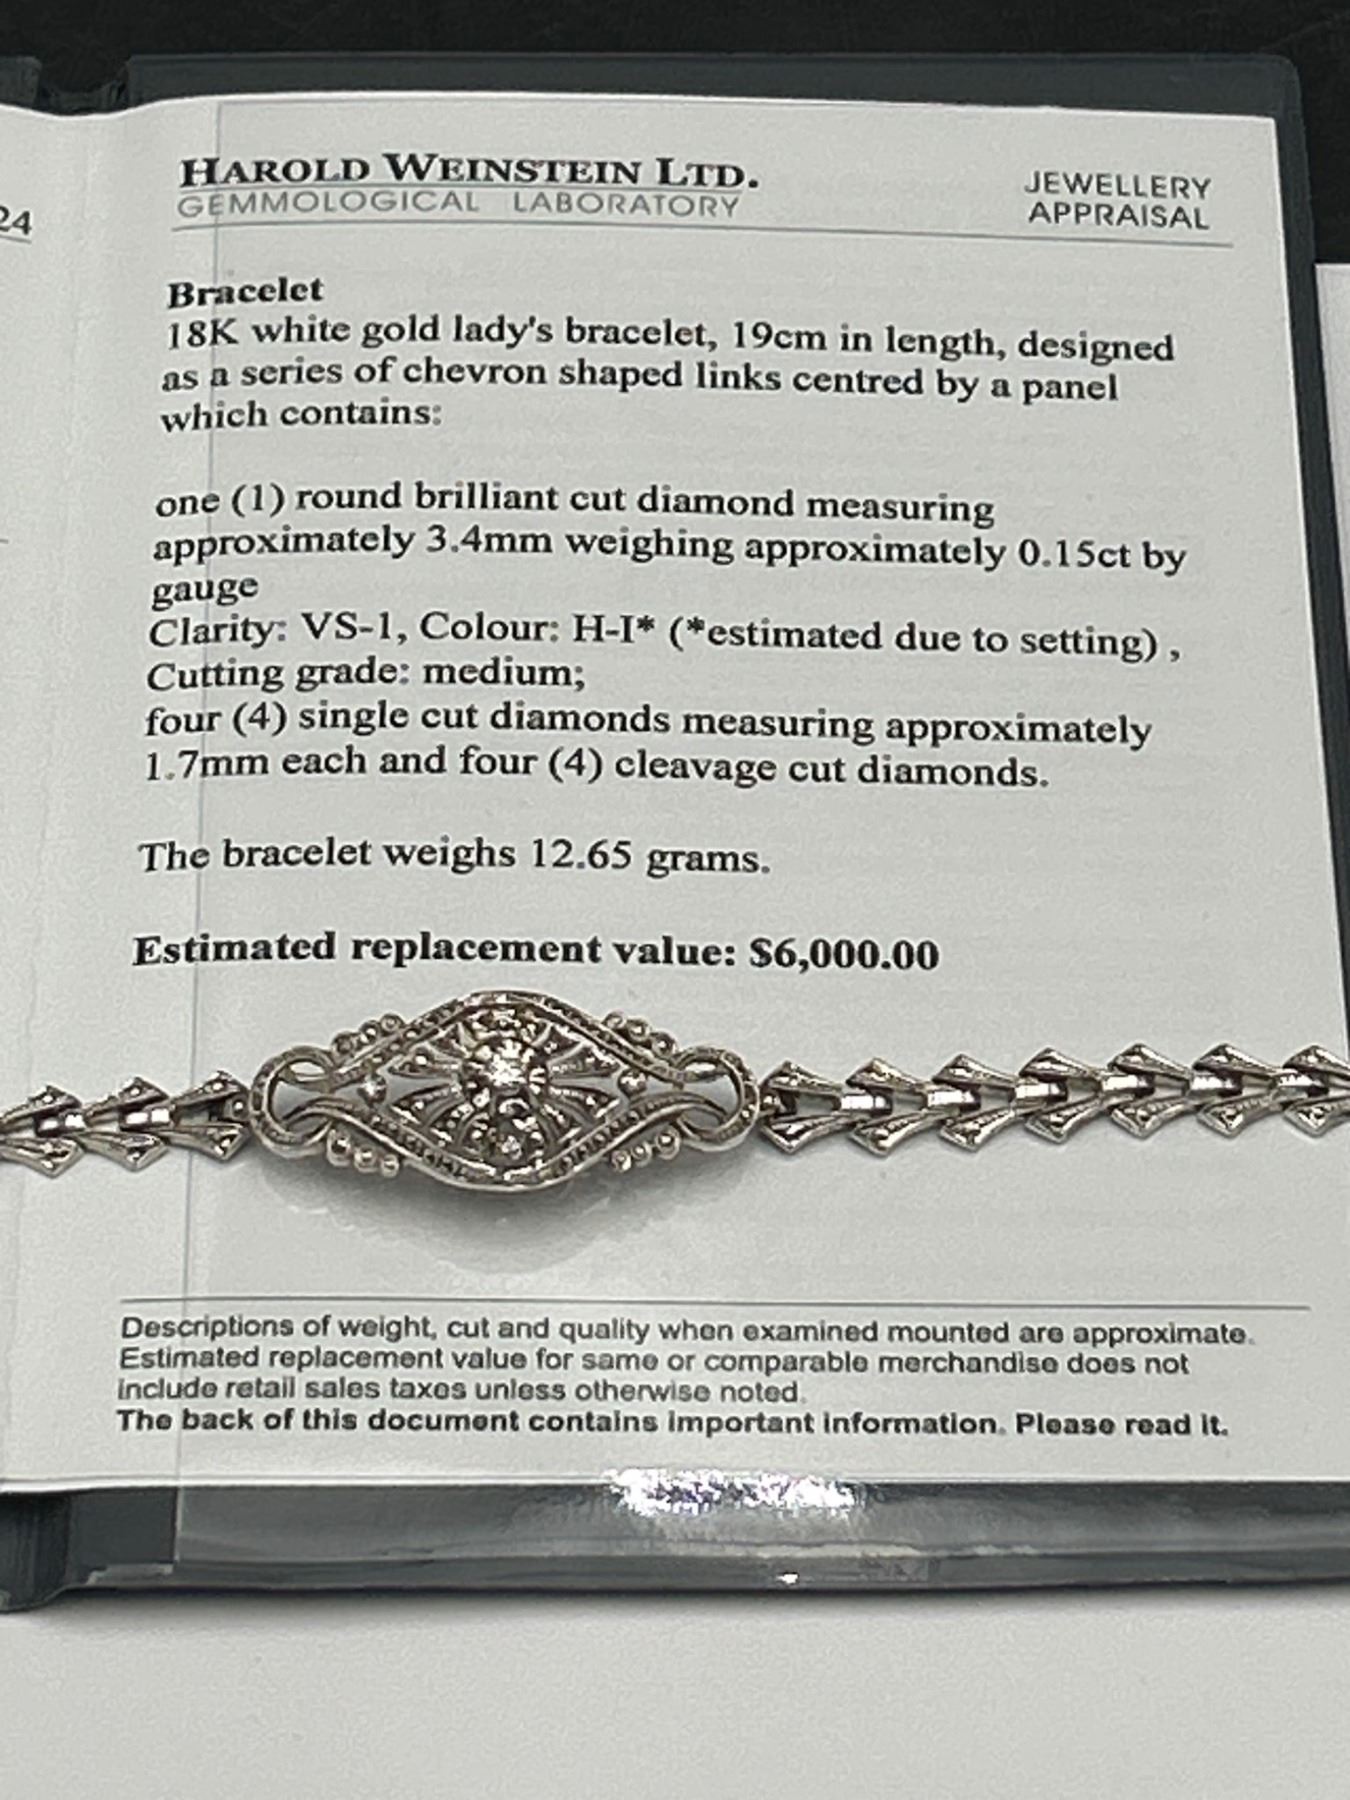 24
HAROLD WEINSTEIN LTD.
GEMMOLOGICAL LABORATORY
JEWELLERY
APPRAISAL
Bracelet
18K white gold lady's bracelet, 19cm in length, designed
as a series of chevron shaped links centred by a panel
which contains:
one (1) round brilliant cut diamond measuring
approximately 3.4mm weighing approximately 0.15ct by
gauge
Clarity: VS-1, Colour: H-I* (*estimated due to setting) ,
Cutting grade: medium;
four (4) single cut diamonds measuring approximately
1.7mm each and four (4) cleavage cut diamonds.
The bracelet weighs 12.65 grams.
Estimated replacement value: $6,000.00
Descriptions of weight, cut and quality when examined mounted are approximate.
Estimated replacement value for same or comparable merchandise does not
include retail sales taxes unless otherwise noted.
The back of this document contains important information. Please read it.